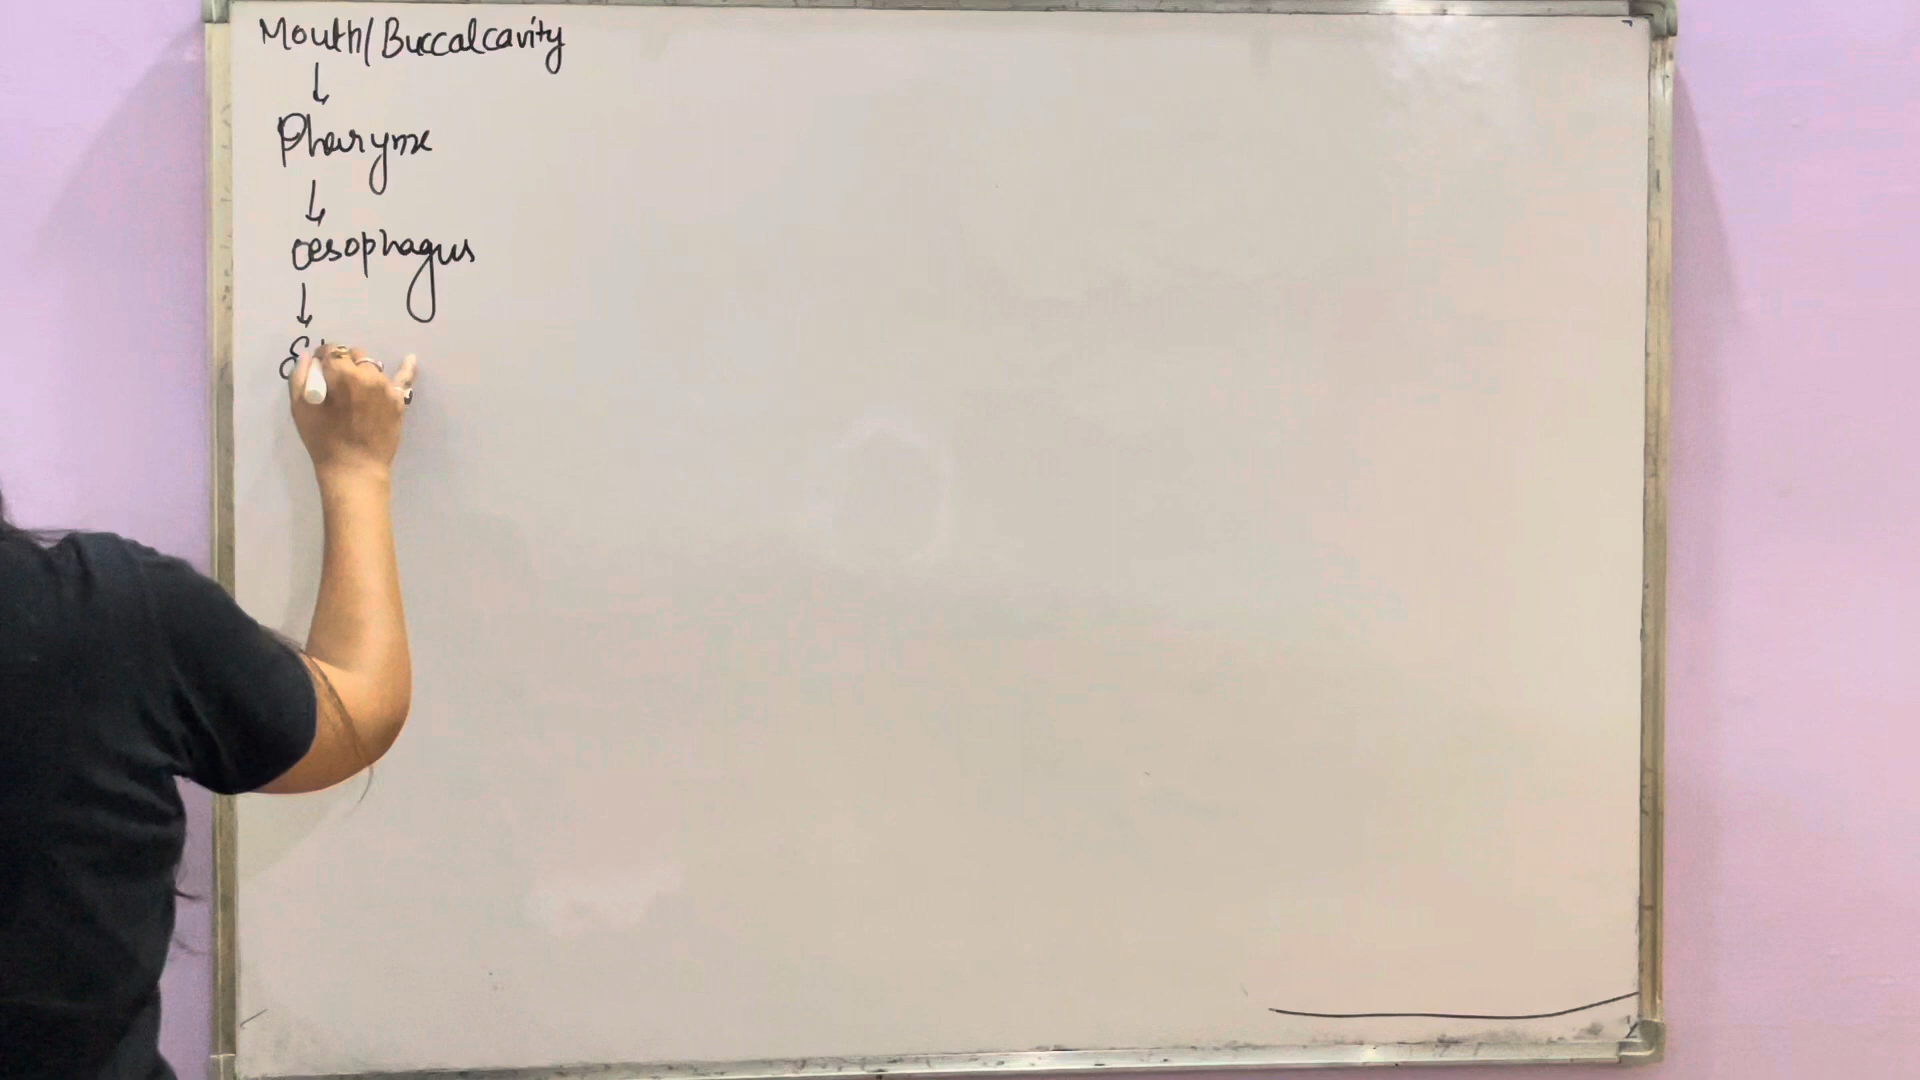 Mouth/Buccalcavity
↓
Pharynx
↓
oesophagus
↓